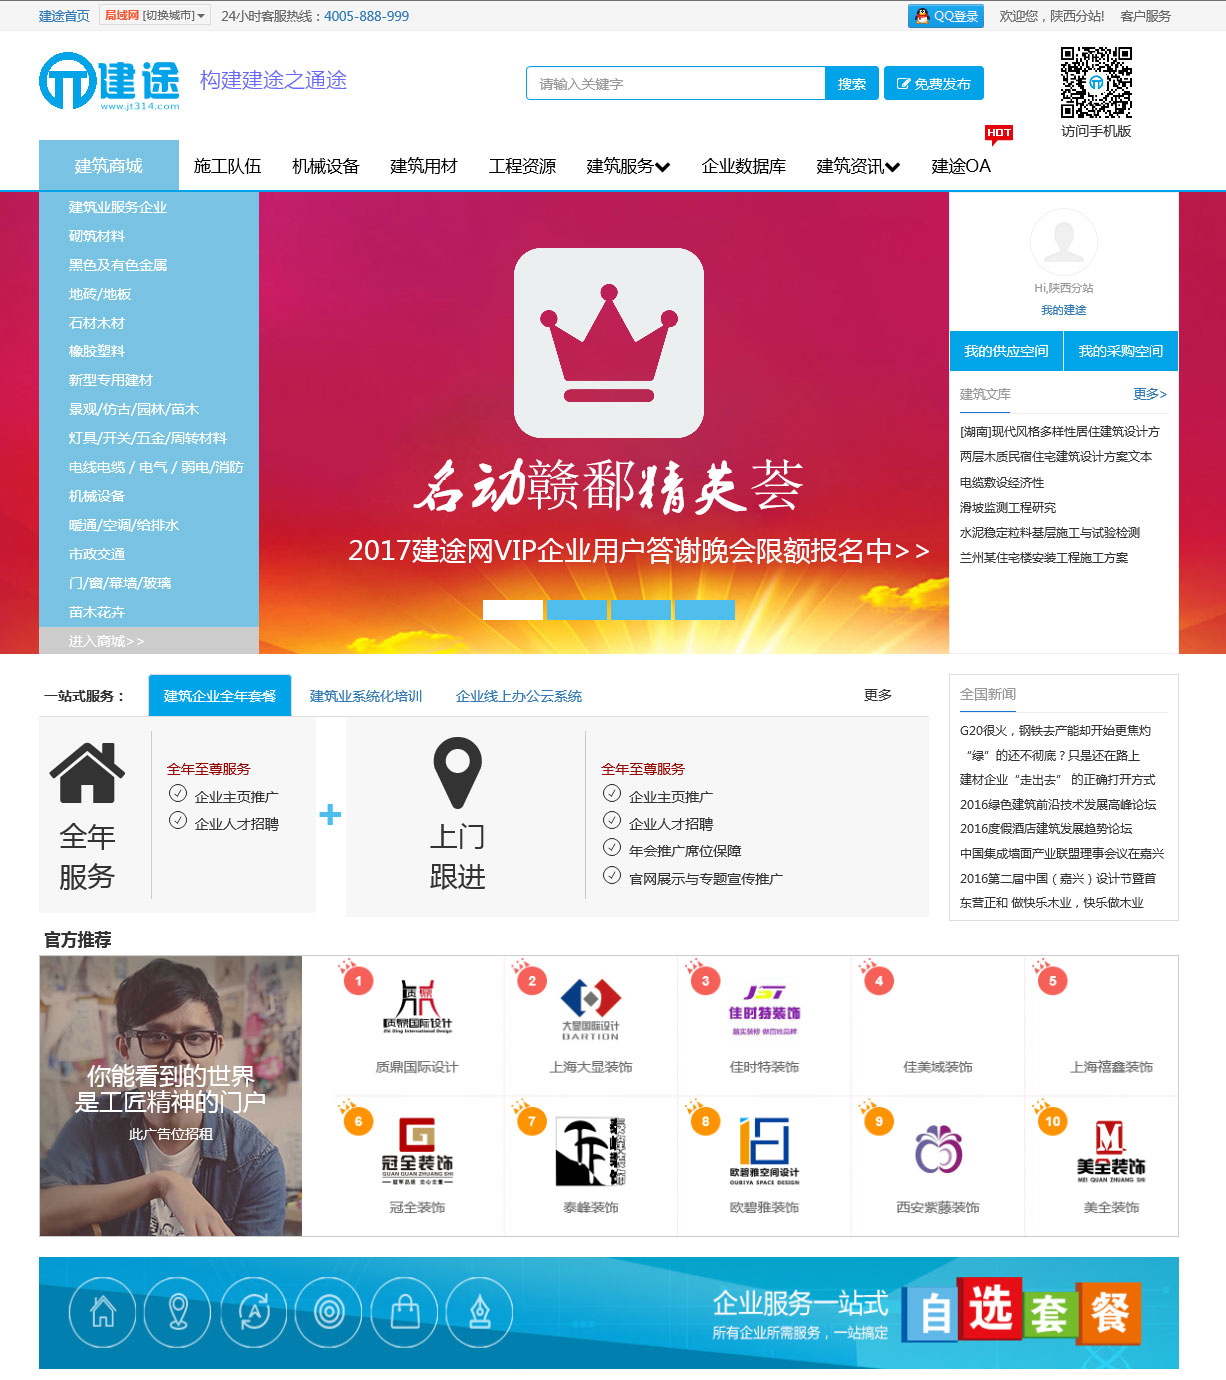 建途首页 局域网 [切换城市] 24小时客服热线：4005-888-999 QQ登录 欢迎您，陕西分站! 客户服务
建途 构建建途之通途 请输入关键字 搜索 免费发布
www.jt314.com
访问手机版
HOT
建筑商城 施工队伍 机械设备 建筑用材 工程资源 建筑服务 企业数据库 建筑资讯 建途OA
建筑业服务企业
砌筑材料
黑色及有色金属
地砖/地板
石材木材
橡胶塑料
新型专用建材
景观/仿古/园林/苗木
灯具/开关/五金/周转材料
电线电缆 / 电气 / 弱电/消防
机械设备
暖通/空调/给排水
市政交通
门/窗/幕墙/玻璃
苗木花卉
进入商城>>
名动赣鄱精英荟
2017建途网VIP企业用户答谢晚会限额报名中>>
Hi,陕西分站
我的建途
我的供应空间 我的采购空间
建筑文库 更多>
[湖南]现代风格多样性居住建筑设计方
两层木质民宿住宅建筑设计方案文本
电缆敷设经济性
滑坡监测工程研究
水泥稳定粒料基层施工与试验检测
兰州某住宅楼安装工程施工方案
一站式服务： 建筑企业全年套餐 建筑业系统化培训 企业线上办公云系统 更多
全年
服务
全年至尊服务
企业主页推广
企业人才招聘
上门
跟进
全年至尊服务
企业主页推广
企业人才招聘
年会推广席位保障
官网展示与专题宣传推广
全国新闻
G20很火，钢铁去产能却开始更焦灼
“绿”的还不彻底？只是还在路上
建材企业“走出去” 的正确打开方式
2016绿色建筑前沿技术发展高峰论坛
2016度假酒店建筑发展趋势论坛
中国集成墙面产业联盟理事会议在嘉兴
2016第二届中国（嘉兴）设计节暨首
东营正和 做快乐木业，快乐做木业
官方推荐
你能看到的世界
是工匠精神的门户
此广告位招租
1 2 3 4 5
质鼎
质鼎国际设计
Zhi Ding International Design
大显国际设计
DARTION
JST
佳时特装饰
踏实装修 做百姓品牌
质鼎国际设计 上海大显装饰 佳时特装饰 佳美域装饰 上海禧鑫装饰
6 7 8 9 10
冠全装饰
GUAN QUAN ZHUANG SHI
欧碧雅空间设计
OUBIYA SPACE DESIGN
美全装饰
MEI QUAN ZHUANG SHI
冠全装饰 泰峰装饰 欧碧雅装饰 西安紫藤装饰 美全装饰
A 企业服务一站式 自选套餐
所有企业所需服务，一站搞定